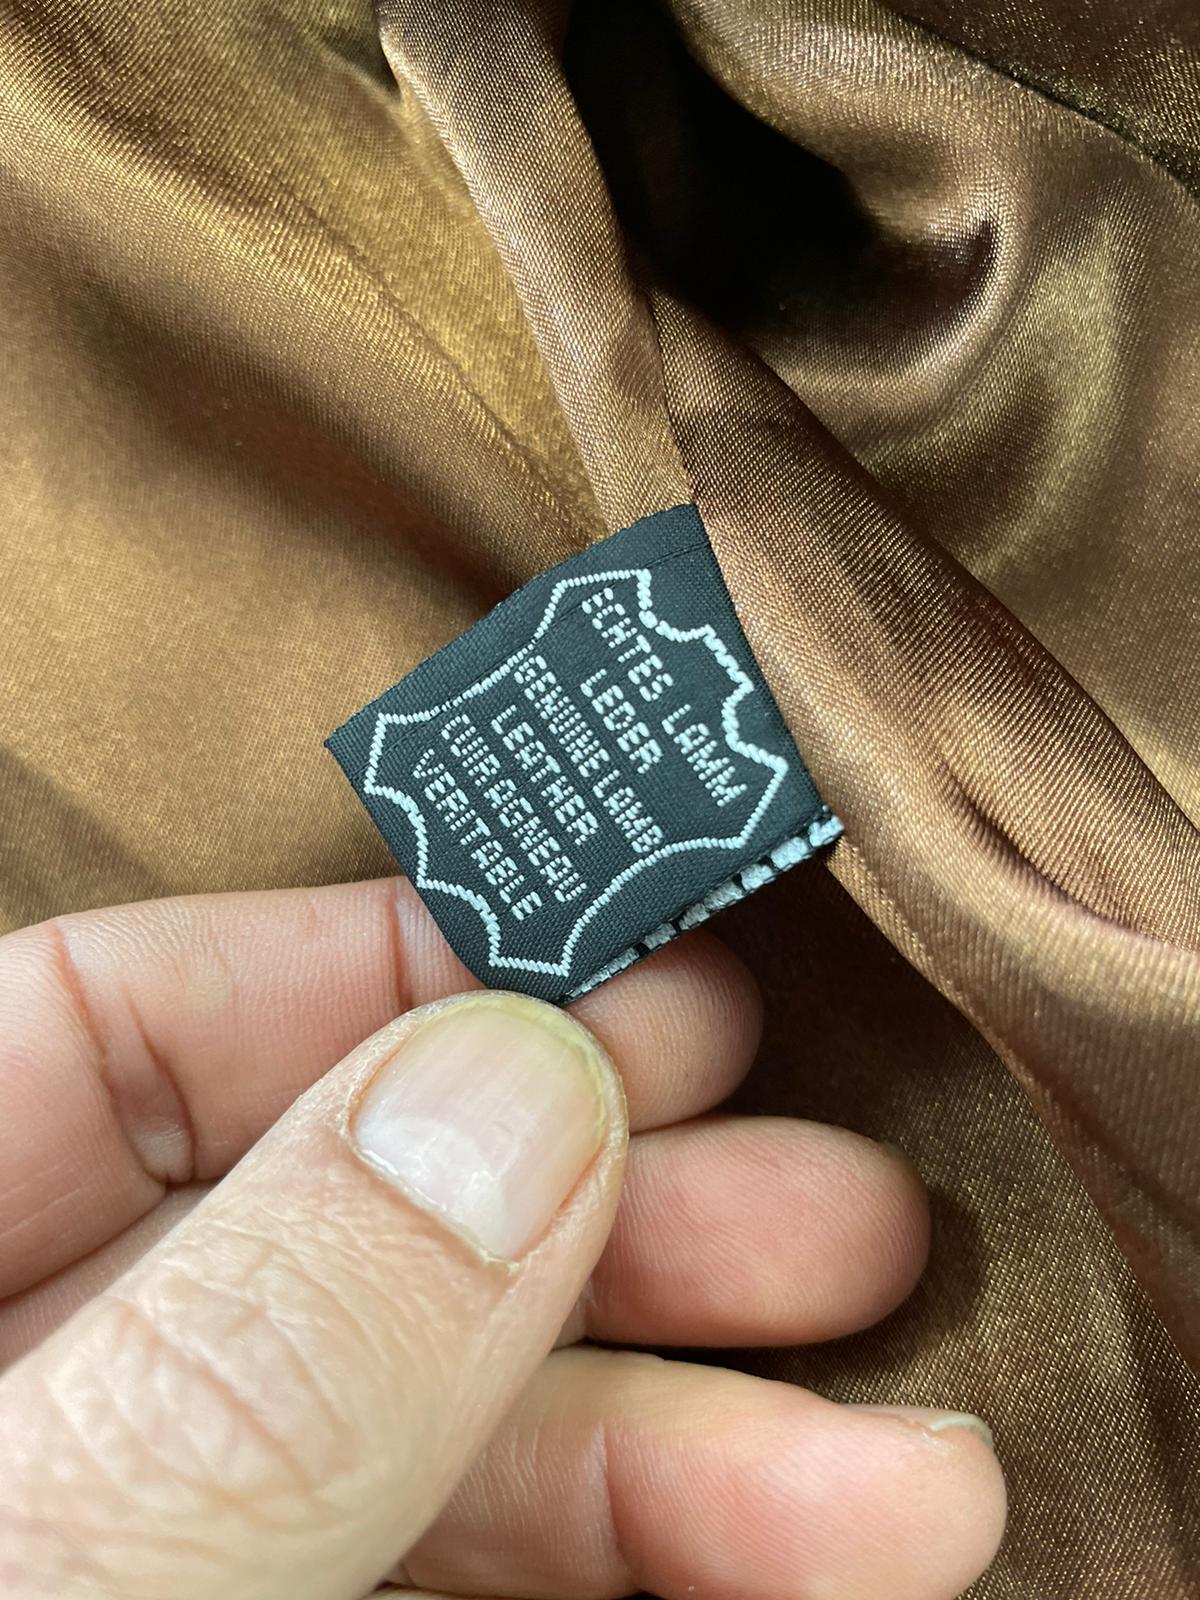 ECHTES LAMM
LEDER
GENUINE LAMB
LEATHER
CUIR AGNEAU
VERITABLE